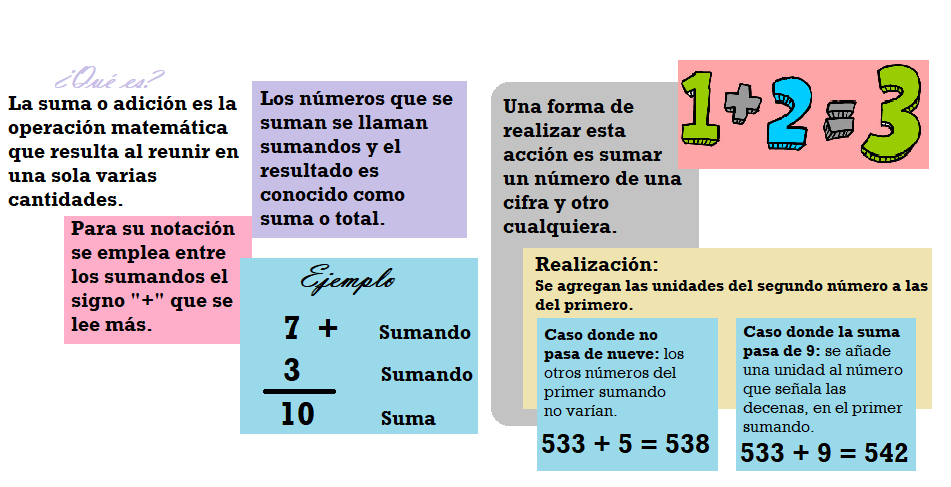 ¿Qué es?
La suma o adición es la
operación matemática
que resulta al reunir en
una sola varias
cantidades.
Los números que se
suman se llaman
sumandos y el
resultado es
conocido como
suma o total.
Para su notación
se emplea entre
los sumandos el
signo "+" que se
lee más.
Ejemplo
7 + Sumando
3 Sumando
10 Suma
1+2=3
Una forma de
realizar esta
acción es sumar
un número de una
cifra y otro
cualquiera.
Realización:
Se agregan las unidades del segundo número a las
del primero.
Caso donde no
pasa de nueve: los
otros números del
primer sumando
no varían.
533 + 5 = 538
Caso donde la suma
pasa de 9: se añade
una unidad al número
que señala las
decenas, en el primer
sumando.
533 + 9 = 542